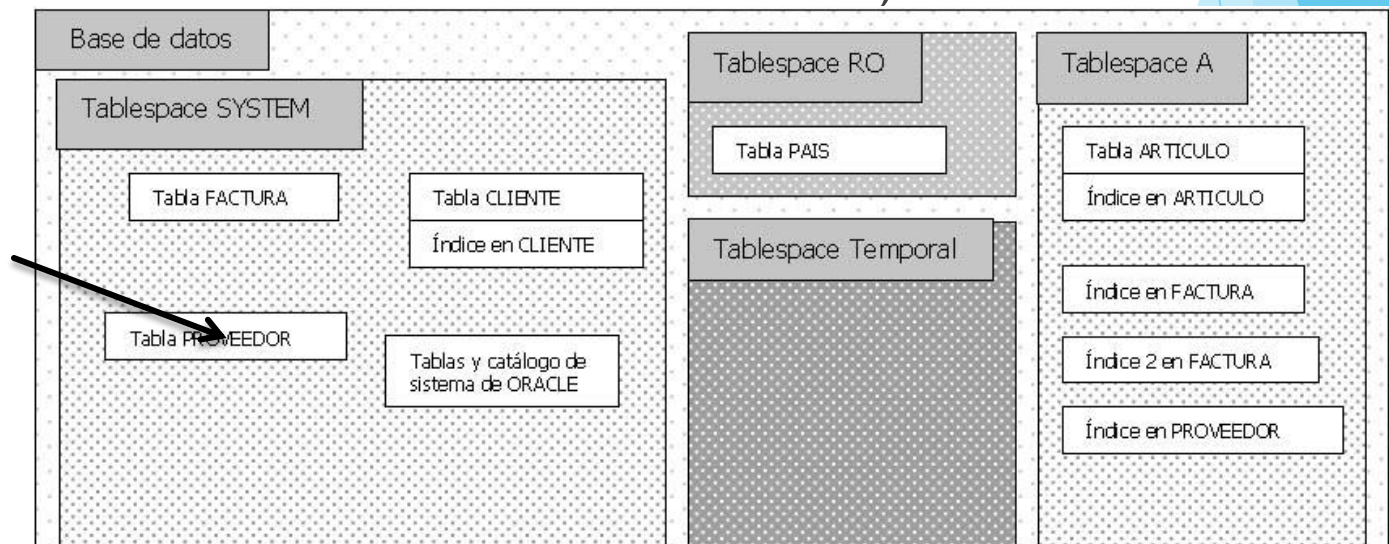 Base de datos
Tablespace SYSTEM
Tabla FACTURA
Tabla CLIENTE
Índice en CLIENTE
Tabla PROVEEDOR
Tablas y catálogo de
sistema de ORACLE
Tablespace RO
Tabla PAIS
Tablespace Temporal
Tablespace A
Tabla ARTICULO
Índice en ARTICULO
Índice en FACTURA
Índice 2 en FACTURA
Índice en PROVEEDOR